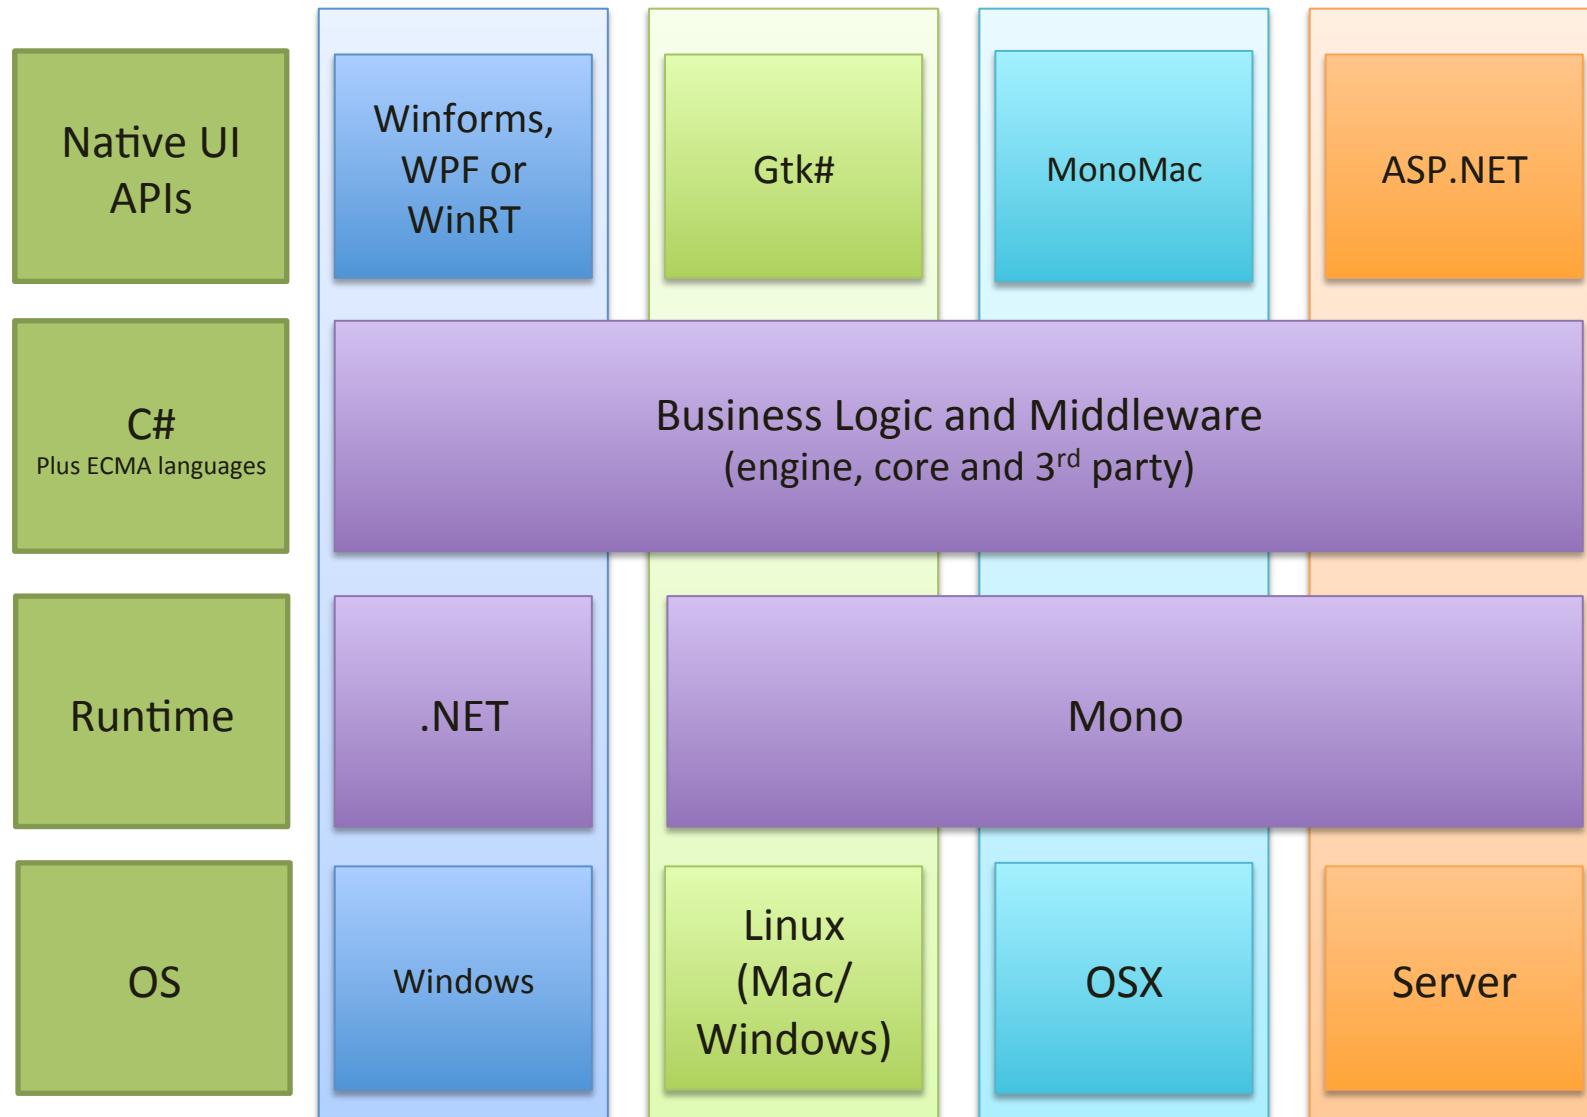 Native UI
APIs
Winforms,
WPF or
WinRT
Gtk#
MonoMac
ASP.NET
C#
Plus ECMA languages
Business Logic and Middleware
(engine, core and 3rd party)
Runtime
.NET
Mono
OS
Windows
Linux
(Mac/
Windows)
OSX
Server